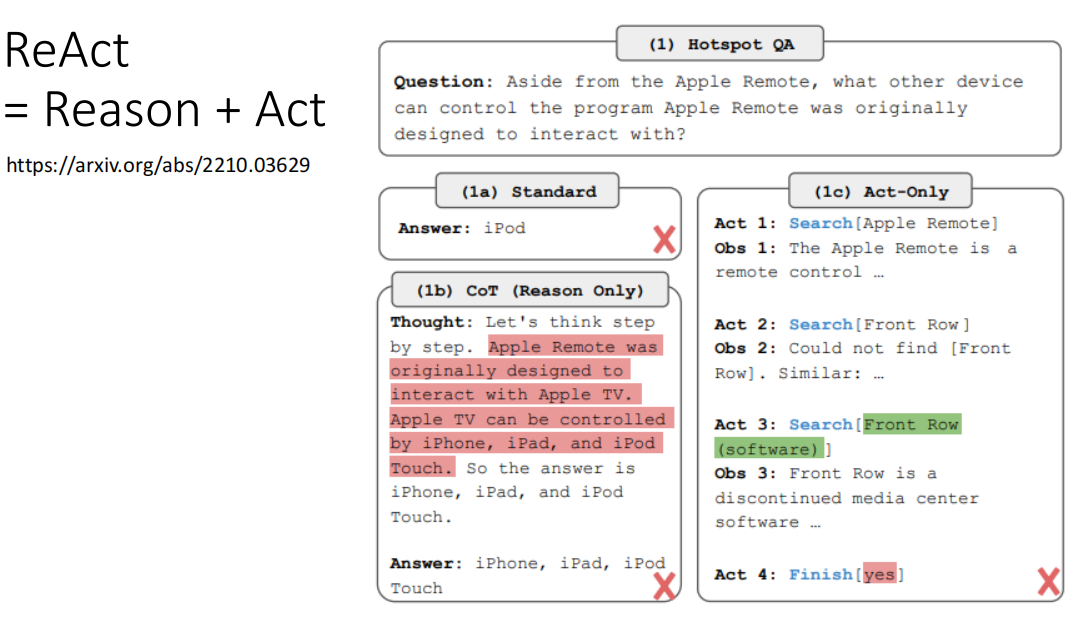 ReAct
= Reason + Act
https://arxiv.org/abs/2210.03629
(1) Hotspot QA
Question: Aside from the Apple Remote, what other device
can control the program Apple Remote was originally
designed to interact with?
(1a) Standard
Answer: iPod
(1b) CoT (Reason Only)
Thought: Let's think step
by step. Apple Remote was
originally designed to
interact with Apple TV.
Apple TV can be controlled
by iPhone, iPad, and iPod
Touch. So the answer is
iPhone, iPad, and iPod
Touch.
Answer: iPhone, iPad, iPod
Touch
(1c) Act-Only
Act 1: Search[Apple Remote]
Obs 1: The Apple Remote is a
remote control …
Act 2: Search[Front Row]
Obs 2: Could not find [Front
Row]. Similar: …
Act 3: Search[Front Row
(software)]
Obs 3: Front Row is a
discontinued media center
software …
Act 4: Finish[yes]